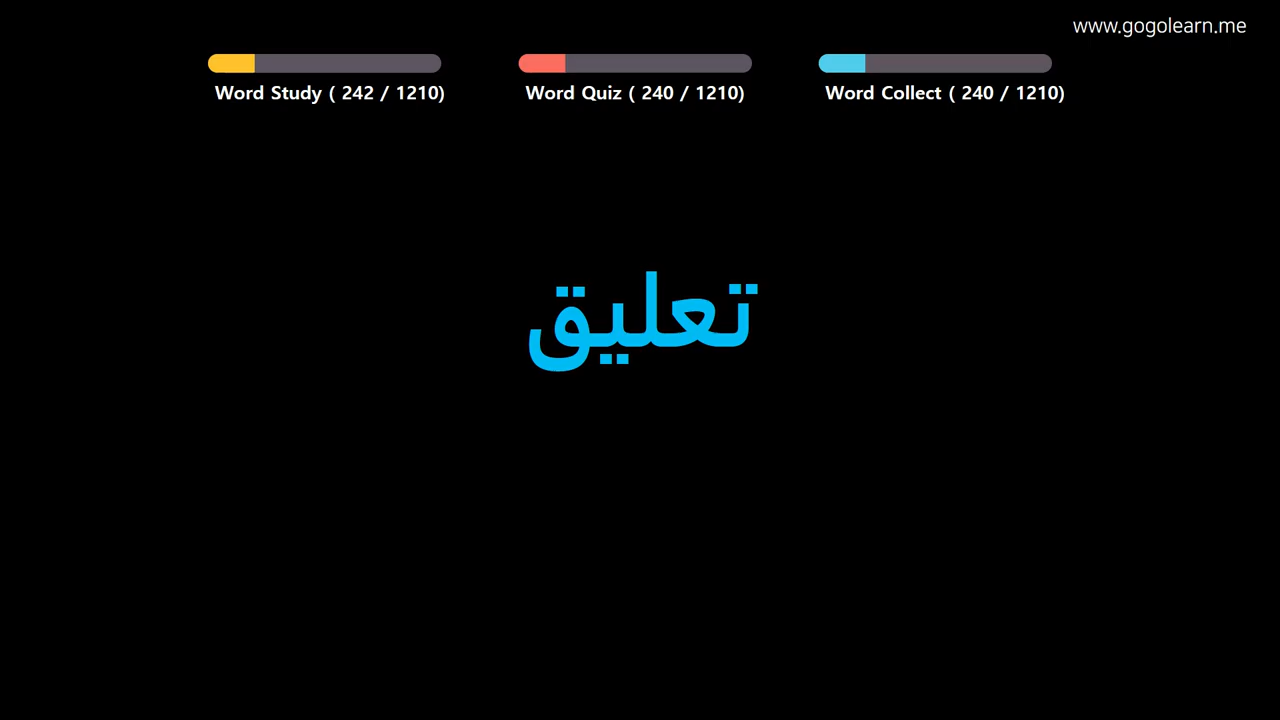 www.gogolearn.me
Word Study ( 242 / 1210)
Word Quiz ( 240 / 1210)
Word Collect ( 240 / 1210)
تعليق